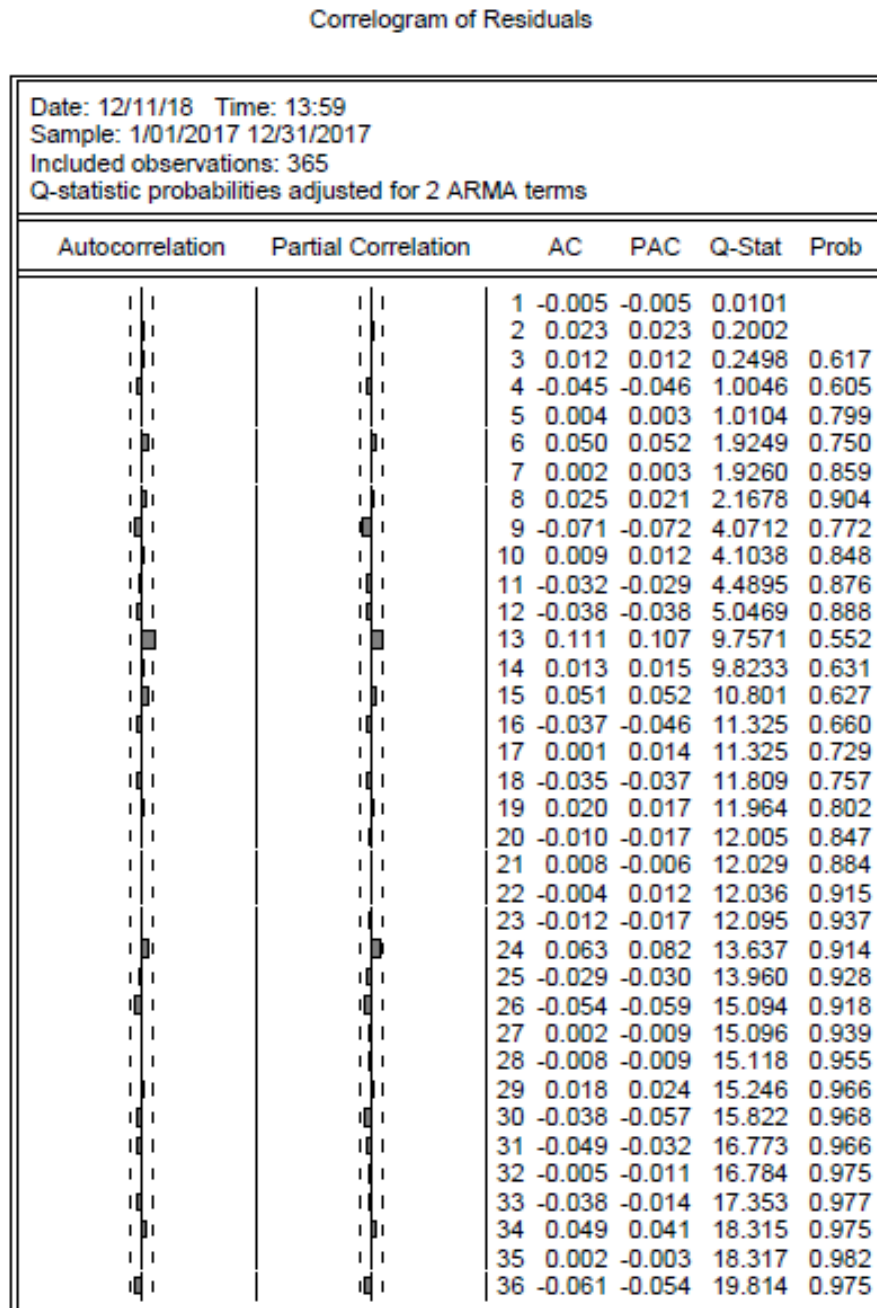 Correlogram of Residuals
Date: 12/11/18 Time: 13:59
Sample: 1/01/2017 12/31/2017
Included observations: 365
Q-statistic probabilities adjusted for 2 ARMA terms
Autocorrelation Partial Correlation AC PAC Q-Stat Prob
1 -0.005 -0.005 0.0101
2 0.023 0.023 0.2002
3 0.012 0.012 0.2498 0.617
4 -0.045 -0.046 1.0046 0.605
5 0.004 0.003 1.0104 0.799
6 0.050 0.052 1.9249 0.750
7 0.002 0.003 1.9260 0.859
8 0.025 0.021 2.1678 0.904
9 -0.071 -0.072 4.0712 0.772
10 0.009 0.012 4.1038 0.848
11 -0.032 -0.029 4.4895 0.876
12 -0.038 -0.038 5.0469 0.888
13 0.111 0.107 9.7571 0.552
14 0.013 0.015 9.8233 0.631
15 0.051 0.052 10.801 0.627
16 -0.037 -0.046 11.325 0.660
17 0.001 0.014 11.325 0.729
18 -0.035 -0.037 11.809 0.757
19 0.020 0.017 11.964 0.802
20 -0.010 -0.017 12.005 0.847
21 0.008 -0.006 12.029 0.884
22 -0.004 0.012 12.036 0.915
23 -0.012 -0.017 12.095 0.937
24 0.063 0.082 13.637 0.914
25 -0.029 -0.030 13.960 0.928
26 -0.054 -0.059 15.094 0.918
27 0.002 -0.009 15.096 0.939
28 -0.008 -0.009 15.118 0.955
29 0.018 0.024 15.246 0.966
30 -0.038 -0.057 15.822 0.968
31 -0.049 -0.032 16.773 0.966
32 -0.005 -0.011 16.784 0.975
33 -0.038 -0.014 17.353 0.977
34 0.049 0.041 18.315 0.975
35 0.002 -0.003 18.317 0.982
36 -0.061 -0.054 19.814 0.975